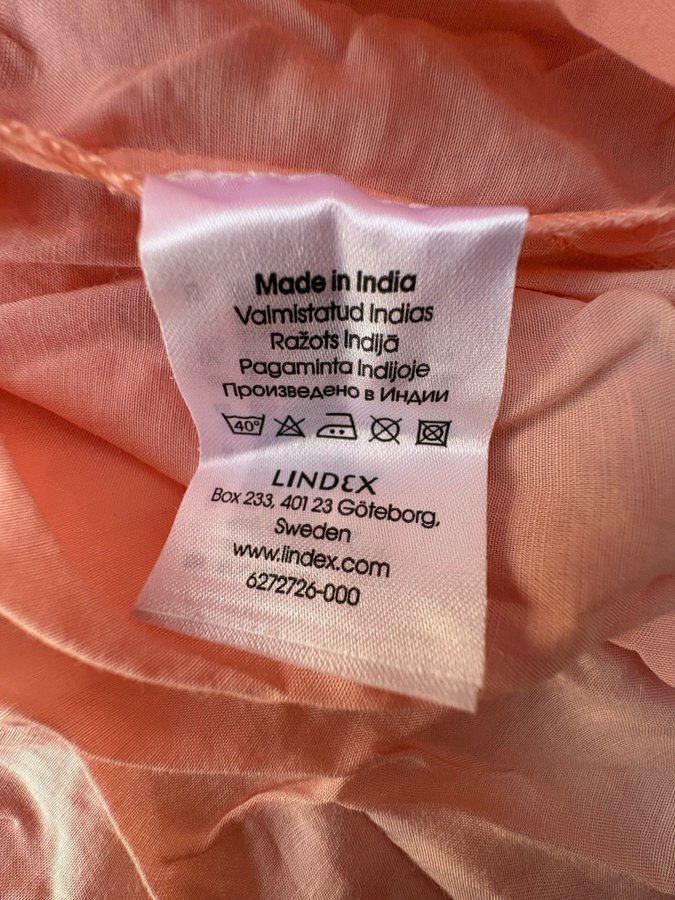 Made in India
Valmistatud Indias
Ražots Indijā
Pagaminta Indijoje
Произведено в Индии
40°
LINDEX
Box 233, 401 23 Göteborg,
Sweden
www.lindex.com
6272726-000